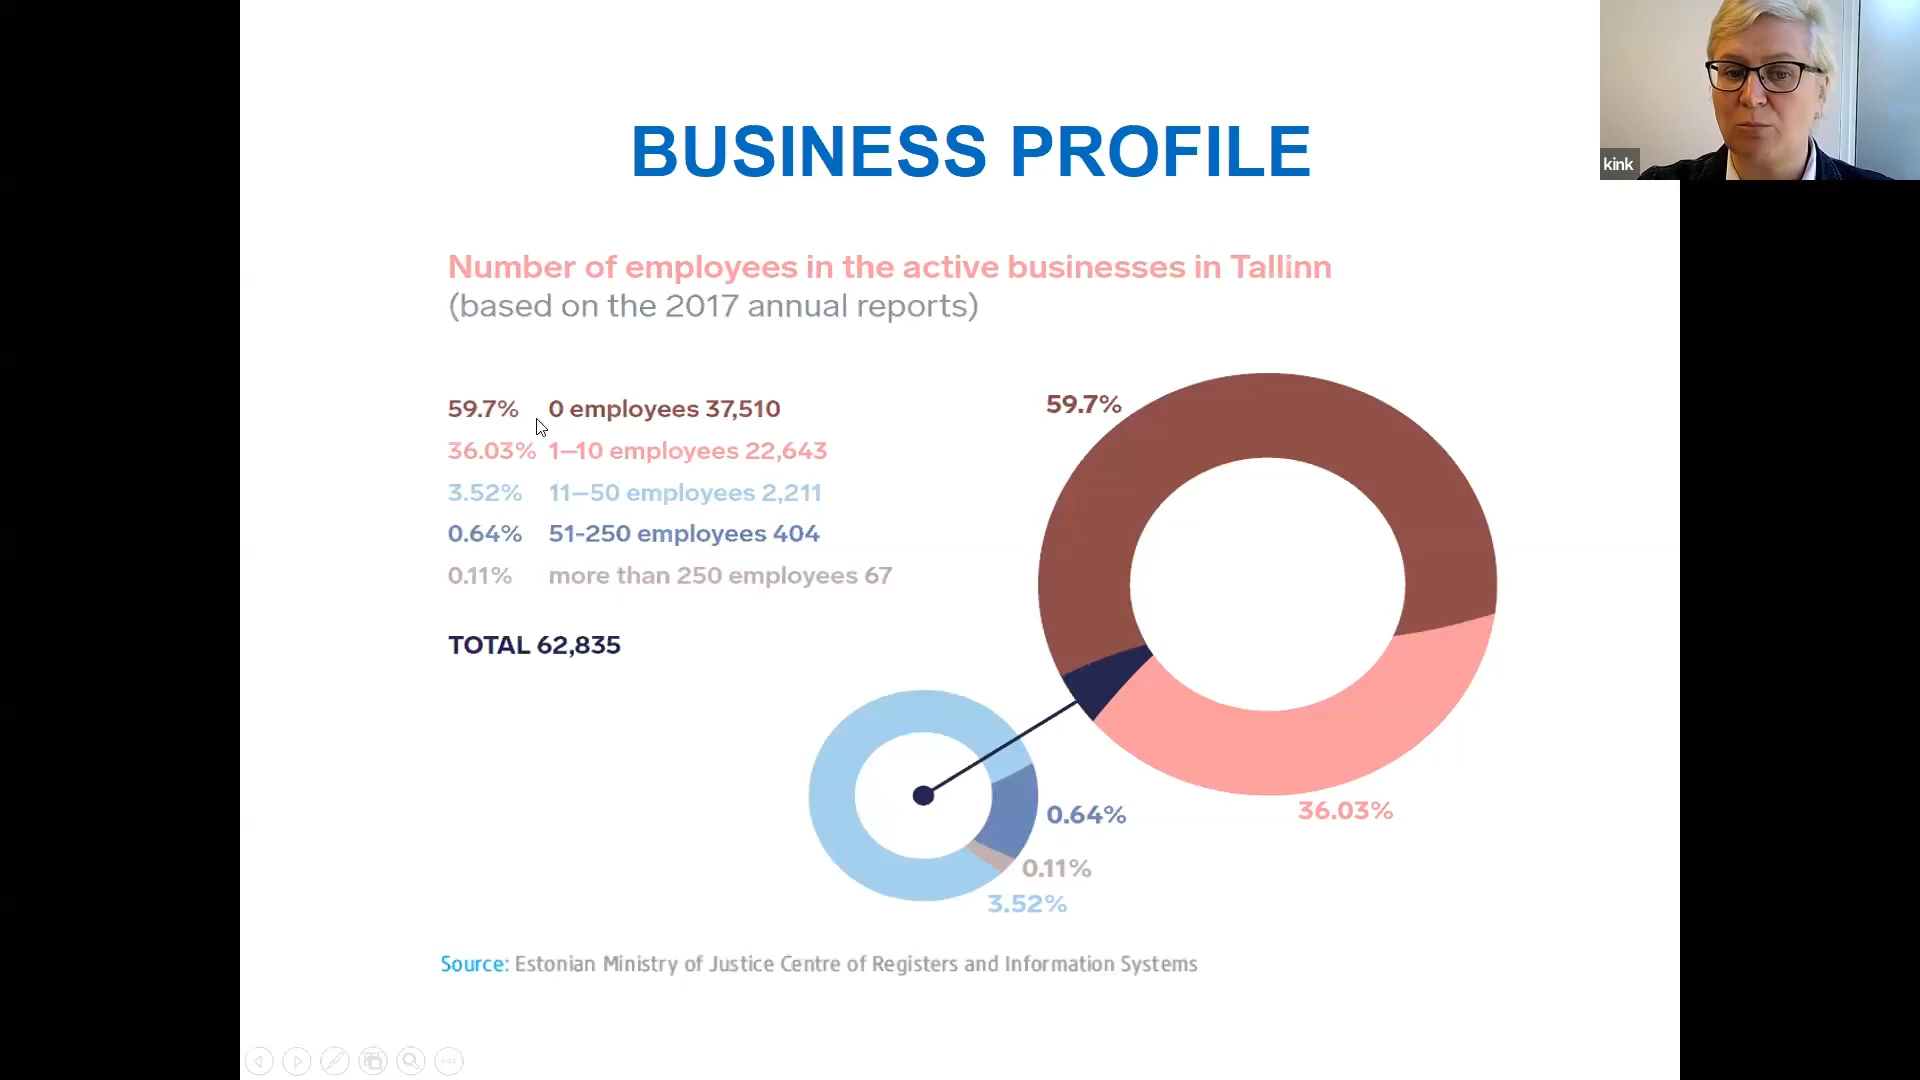 BUSINESS PROFILE
kink
Number of employees in the active businesses in Tallinn
(based on the 2017 annual reports)
59.7% 0 employees 37,510
36.03% 1–10 employees 22,643
3.52% 11–50 employees 2,211
0.64% 51-250 employees 404
0.11% more than 250 employees 67
TOTAL 62,835
59.7%
36.03%
0.64%
0.11%
3.52%
Source: Estonian Ministry of Justice Centre of Registers and Information Systems